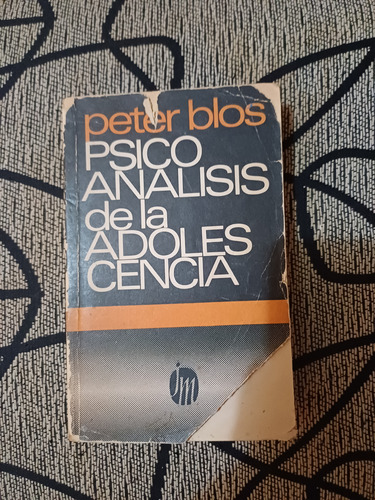 peter blos
PSICO
ANALISIS
de la
ADOLES
CENCIA
jm